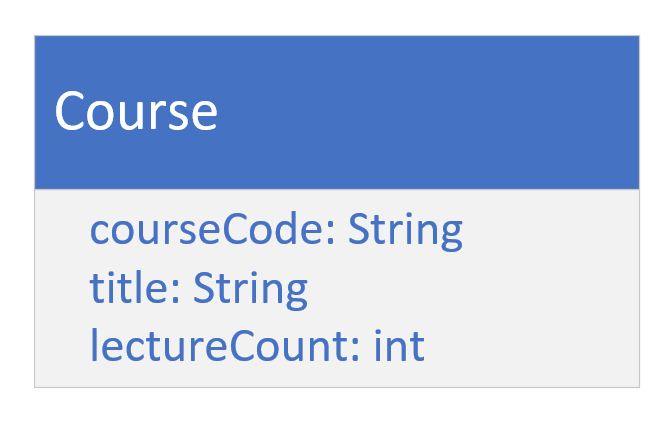 Course
courseCode: String
title: String
lectureCount: int